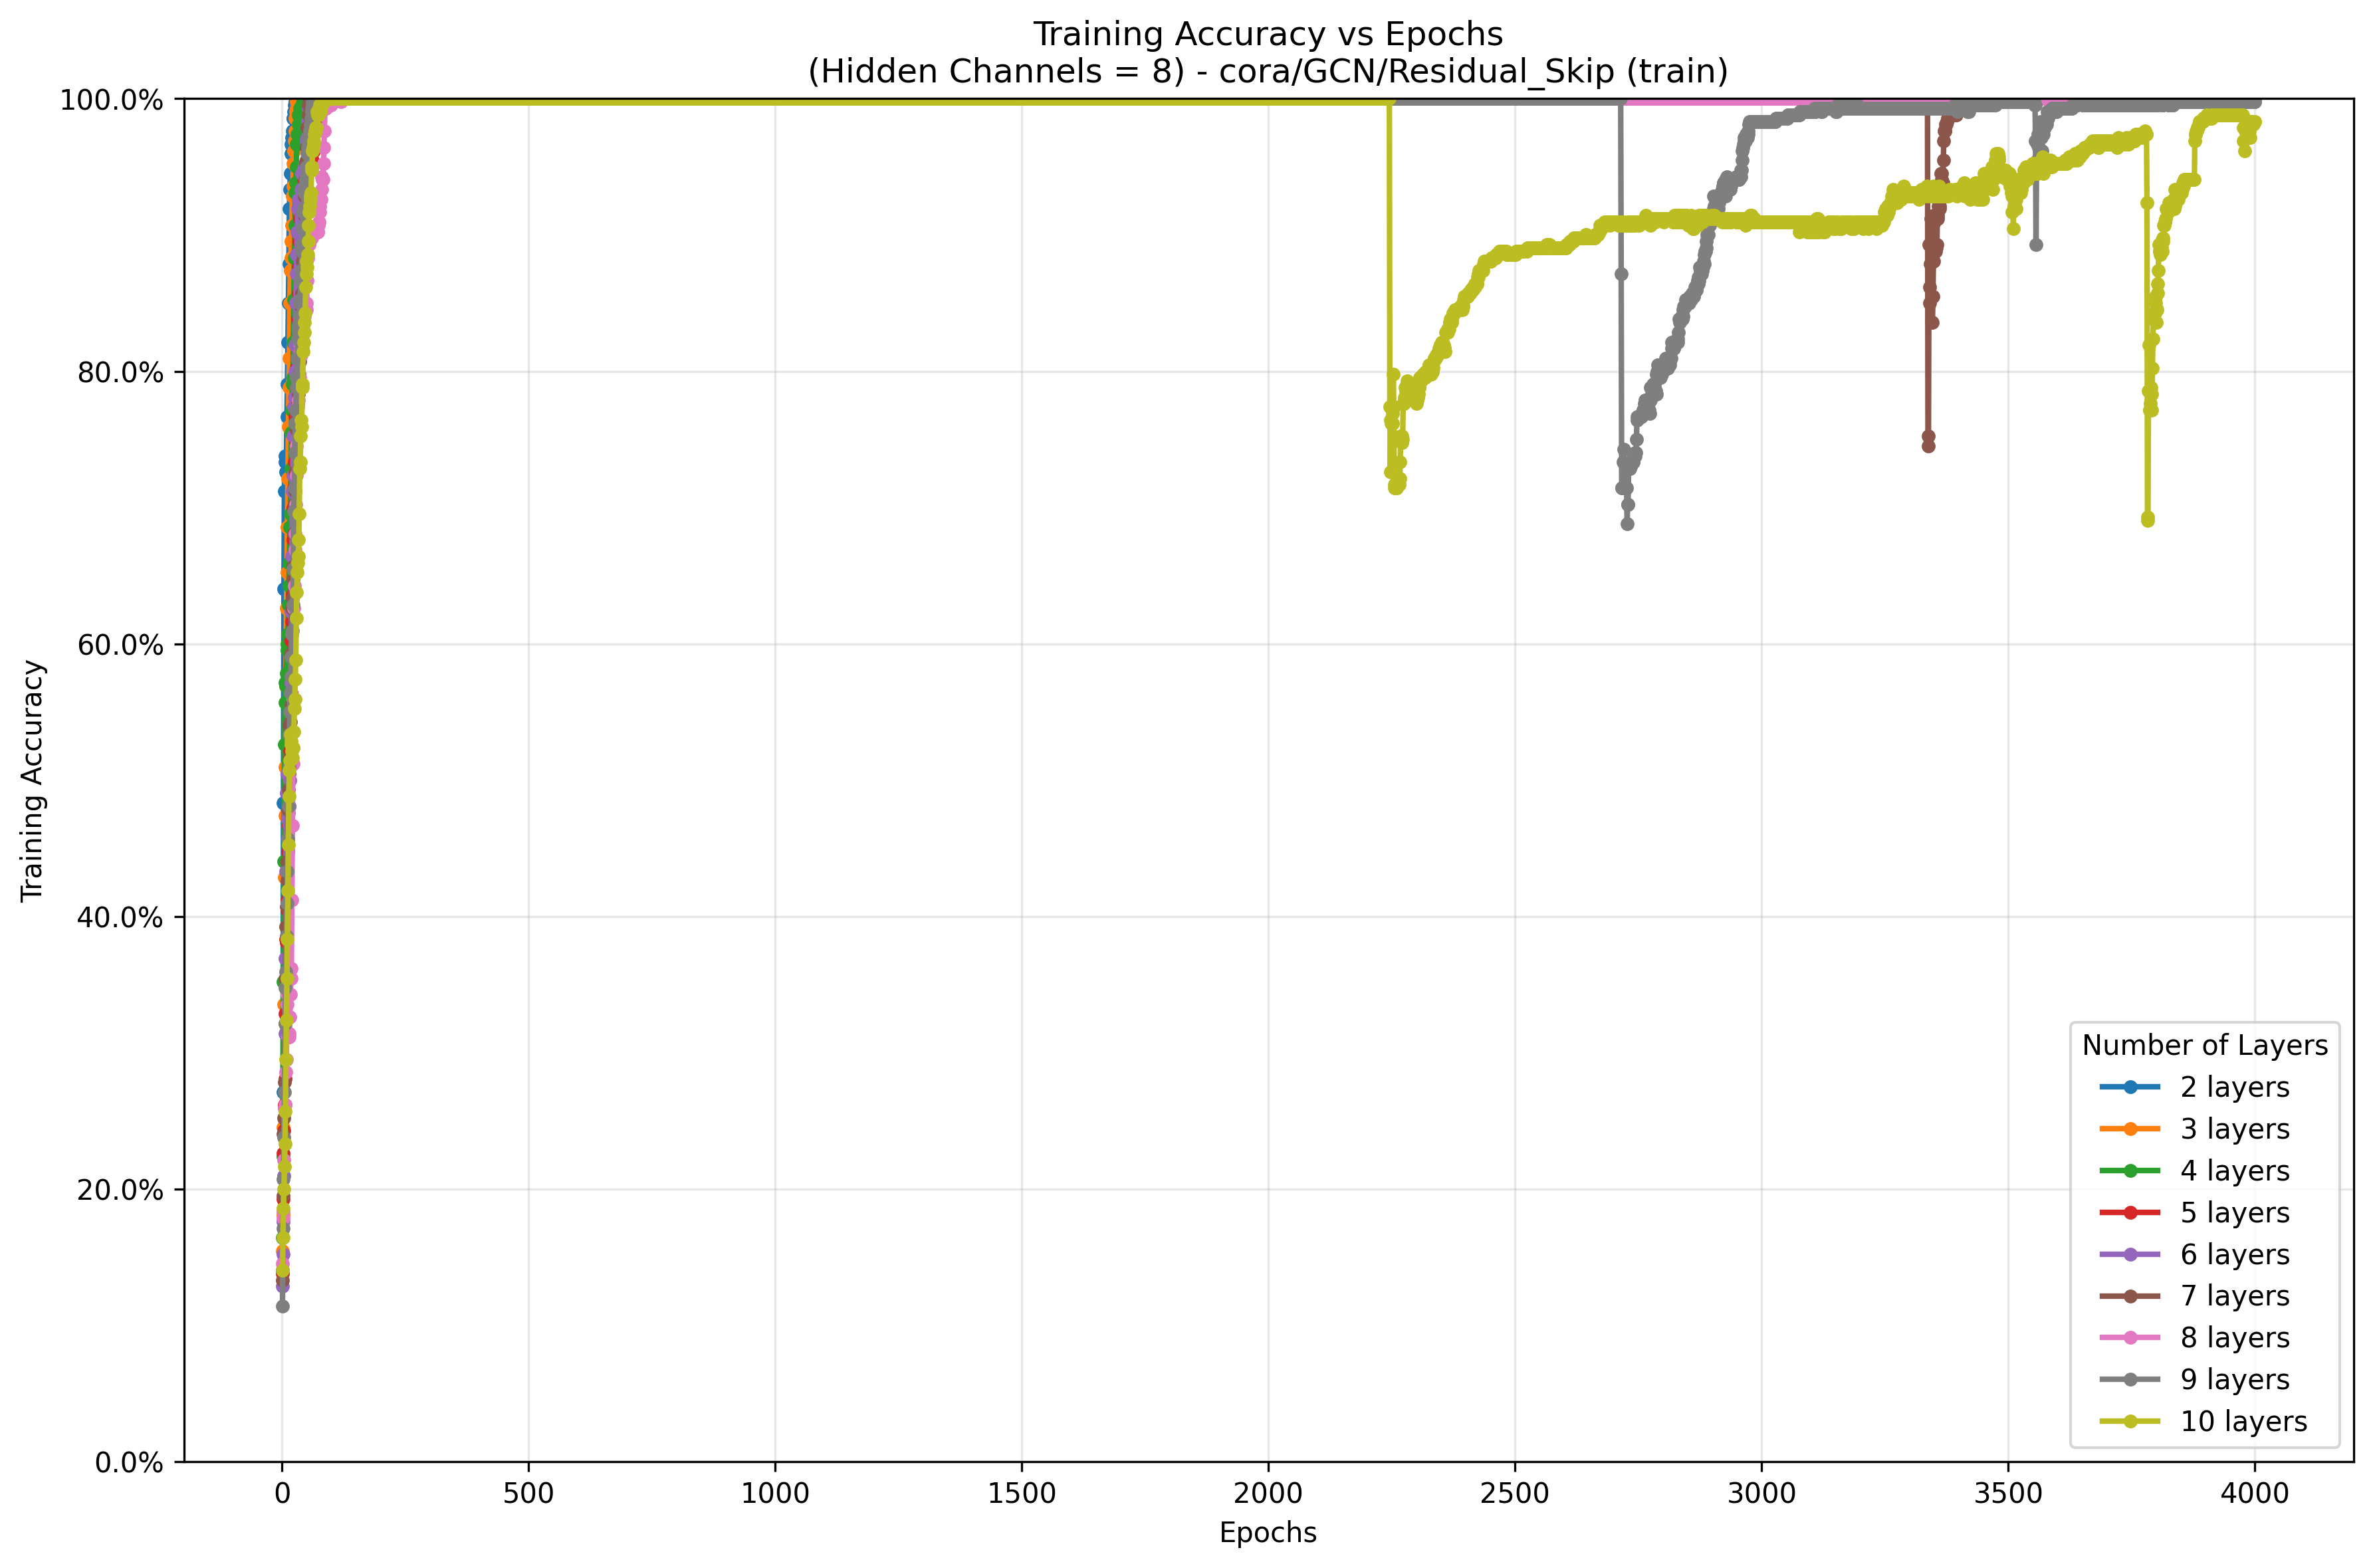 Training Accuracy vs Epochs
(Hidden Channels = 8) - cora/GCN/Residual_Skip (train)
100.0%
80.0%
60.0%
40.0%
20.0%
0.0%
Training Accuracy
0 500 1000 1500 2000 2500 3000 3500 4000
Epochs
Number of Layers
2 layers
3 layers
4 layers
5 layers
6 layers
7 layers
8 layers
9 layers
10 layers